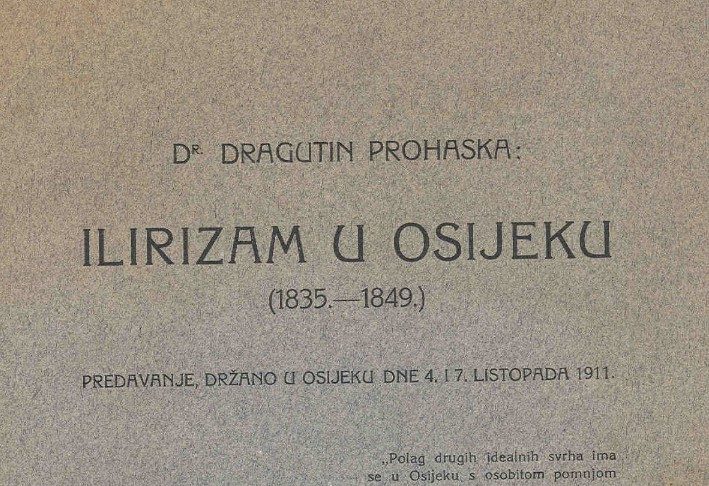 Dr. DRAGUTIN PROHASKA:
ILIRIZAM U OSIJEKU
(1835.—1849.)
PREDAVANJE, DRŽANO U OSIJEKU DNE 4. I 7. LISTOPADA 1911.
„Polag drugih idealnih svrha ima
se u Osijeku s osobitom pomnjom